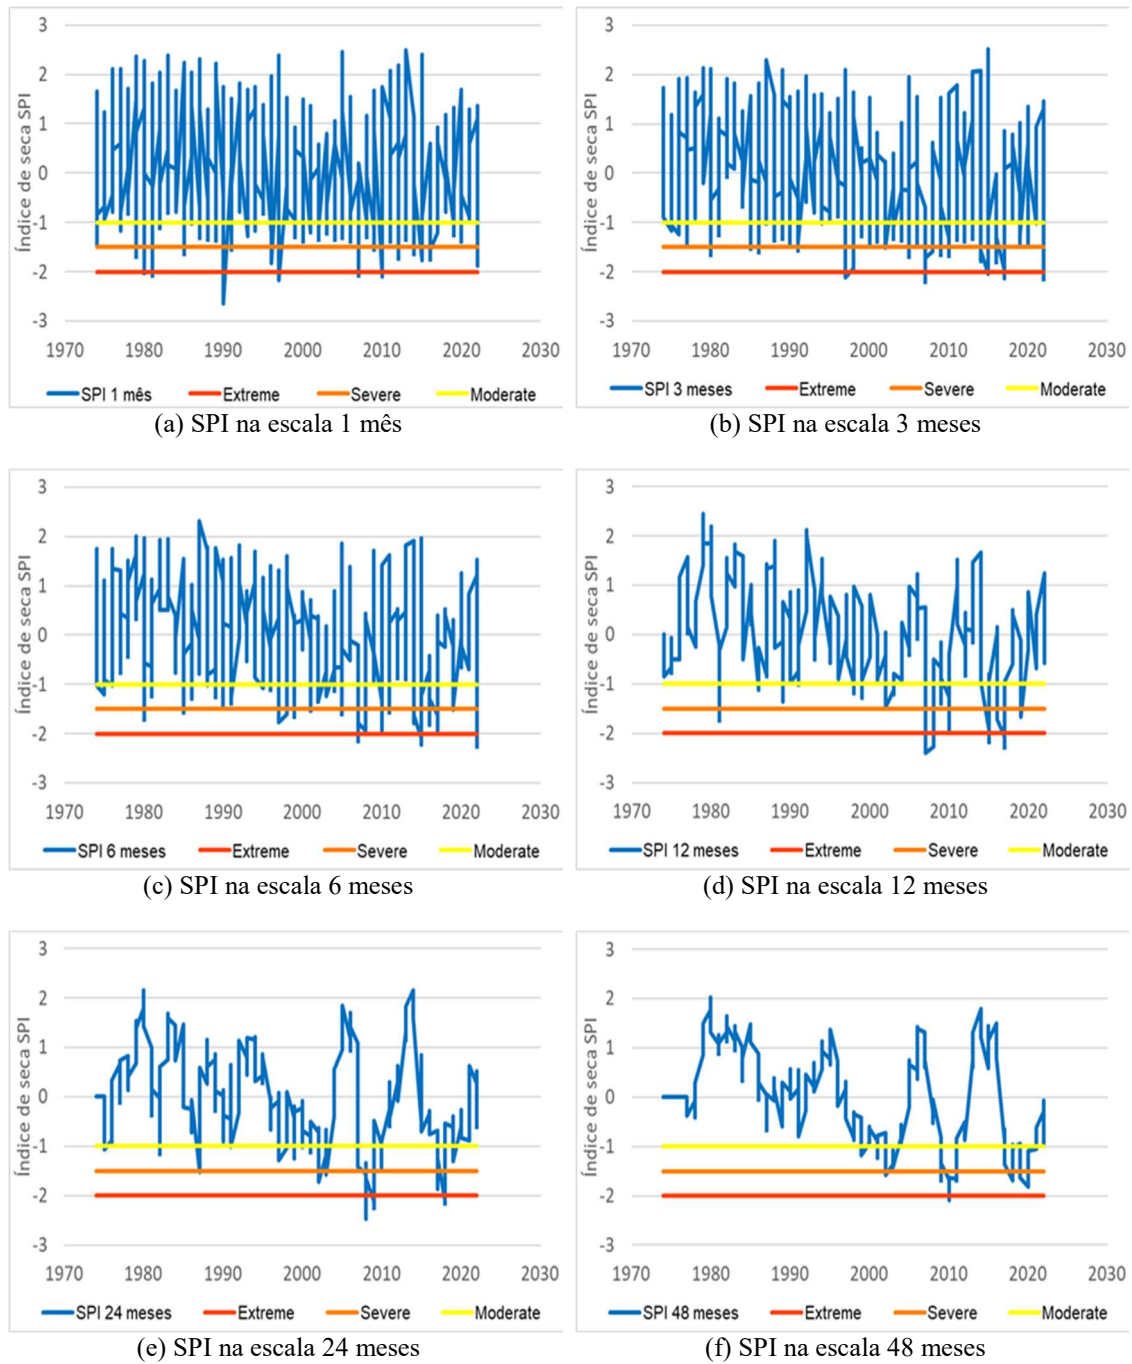 3
2
1
0
-1
-2
-3
Índice de seca SPI
1970 1980 1990 2000 2010 2020 2030
SPI 1 mês Extreme Severe Moderate
(a) SPI na escala 1 mês
3
2
1
0
-1
-2
-3
Índice de seca SPI
1970 1980 1990 2000 2010 2020 2030
SPI 3 meses Extreme Severe Moderate
(b) SPI na escala 3 meses
3
2
1
0
-1
-2
-3
Índice de seca SPI
1970 1980 1990 2000 2010 2020 2030
SPI 6 meses Extreme Severe Moderate
(c) SPI na escala 6 meses
3
2
1
0
-1
-2
-3
Índice de seca SPI
1970 1980 1990 2000 2010 2020 2030
SPI 12 meses Extreme Severe Moderate
(d) SPI na escala 12 meses
3
2
1
0
-1
-2
-3
Índice de seca SPI
1970 1980 1990 2000 2010 2020 2030
SPI 24 meses Extreme Severe Moderate
(e) SPI na escala 24 meses
3
2
1
0
-1
-2
-3
Índice de seca SPI
1970 1980 1990 2000 2010 2020 2030
SPI 48 meses Extreme Severe Moderate
(f) SPI na escala 48 meses